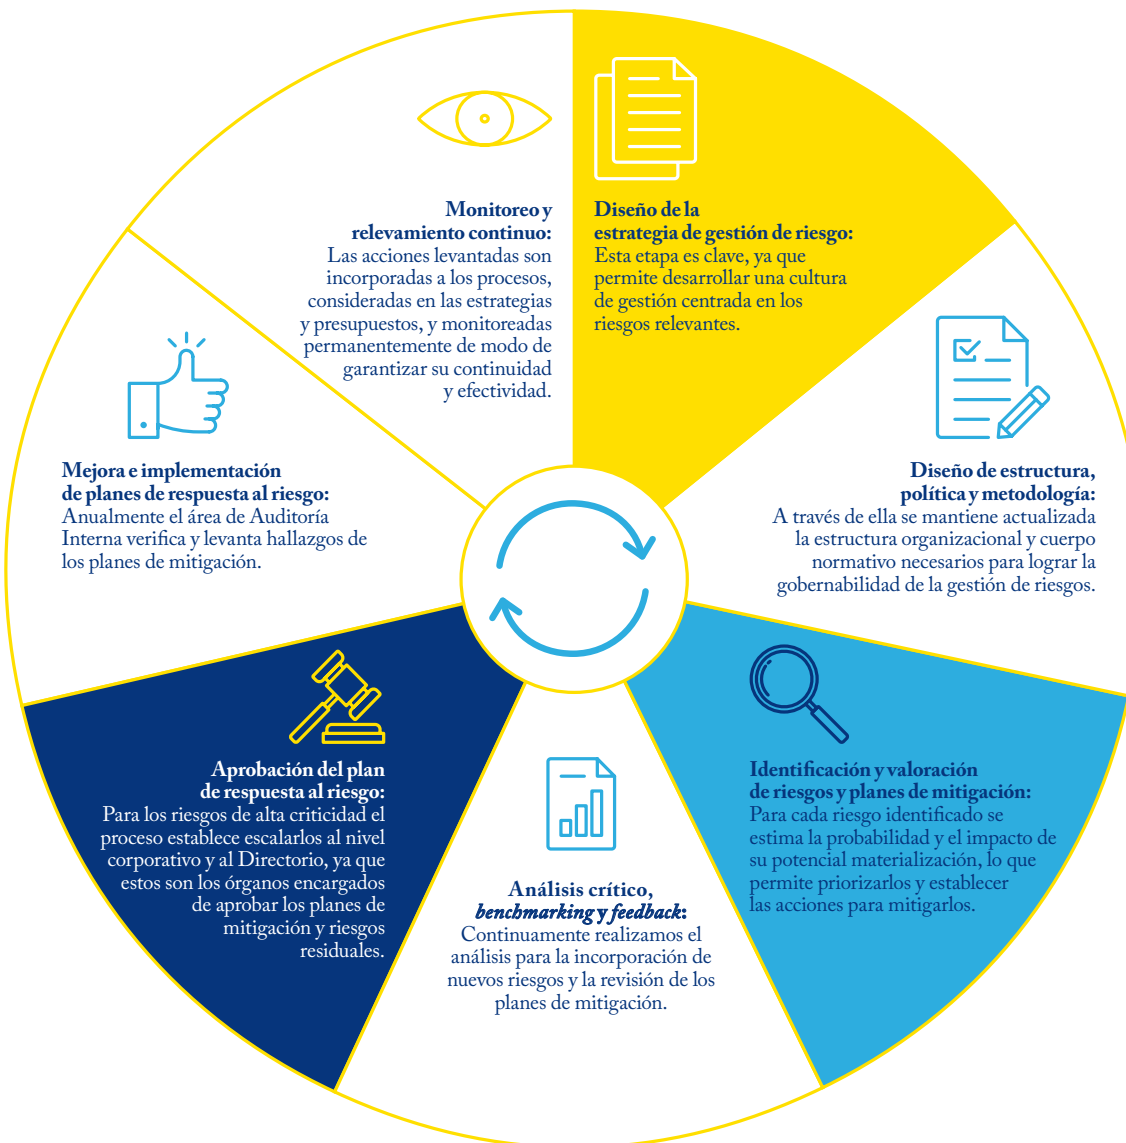 Diseño de la
estrategia de gestión de riesgo:
Esta etapa es clave, ya que
permite desarrollar una cultura
de gestión centrada en los
riesgos relevantes.
Diseño de estructura,
política y metodología:
A través de ella se mantiene actualizada
la estructura organizacional y cuerpo
normativo necesarios para lograr la
gobernabilidad de la gestión de riesgos.
Identificación y valoración
de riesgos y planes de mitigación:
Para cada riesgo identificado se
estima la probabilidad y el impacto de
su potencial materialización, lo que
permite priorizarlos y establecer
las acciones para mitigarlos.
Análisis crítico,
benchmarking y feedback:
Continuamente realizamos el
análisis para la incorporación de
nuevos riesgos y la revisión de los
planes de mitigación.
Aprobación del plan
de respuesta al riesgo:
Para los riesgos de alta criticidad el
proceso establece escalarlos al nivel
corporativo y al Directorio, ya que
estos son los órganos encargados
de aprobar los planes de
mitigación y riesgos
residuales.
Mejora e implementación
de planes de respuesta al riesgo:
Anualmente el área de Auditoría
Interna verifica y levanta hallazgos de
los planes de mitigación.
Monitoreo y
relevamiento continuo:
Las acciones levantadas son
incorporadas a los procesos,
consideradas en las estrategias
y presupuestos, y monitoreadas
permanentemente de modo de
garantizar su continuidad
y efectividad.